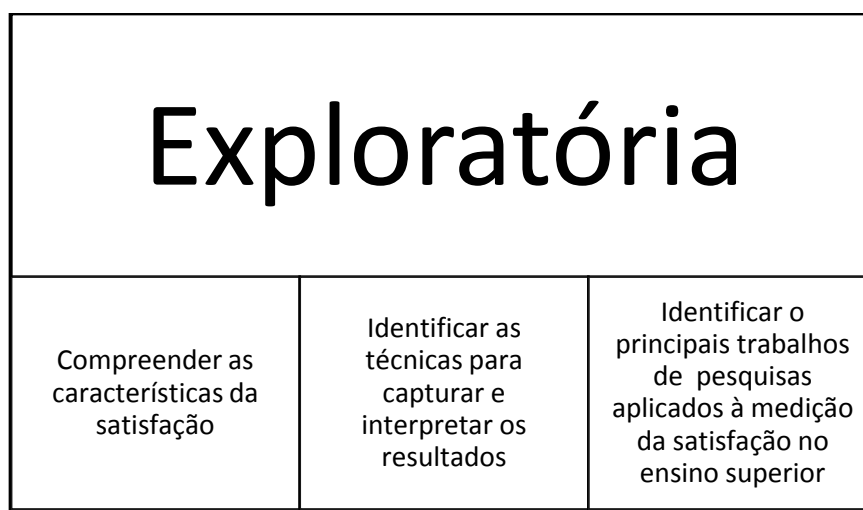 Exploratória
Compreender as
características da
satisfação
Identificar as
técnicas para
capturar e
interpretar os
resultados
Identificar o
principais trabalhos
de pesquisas
aplicados à medição
da satisfação no
ensino superior